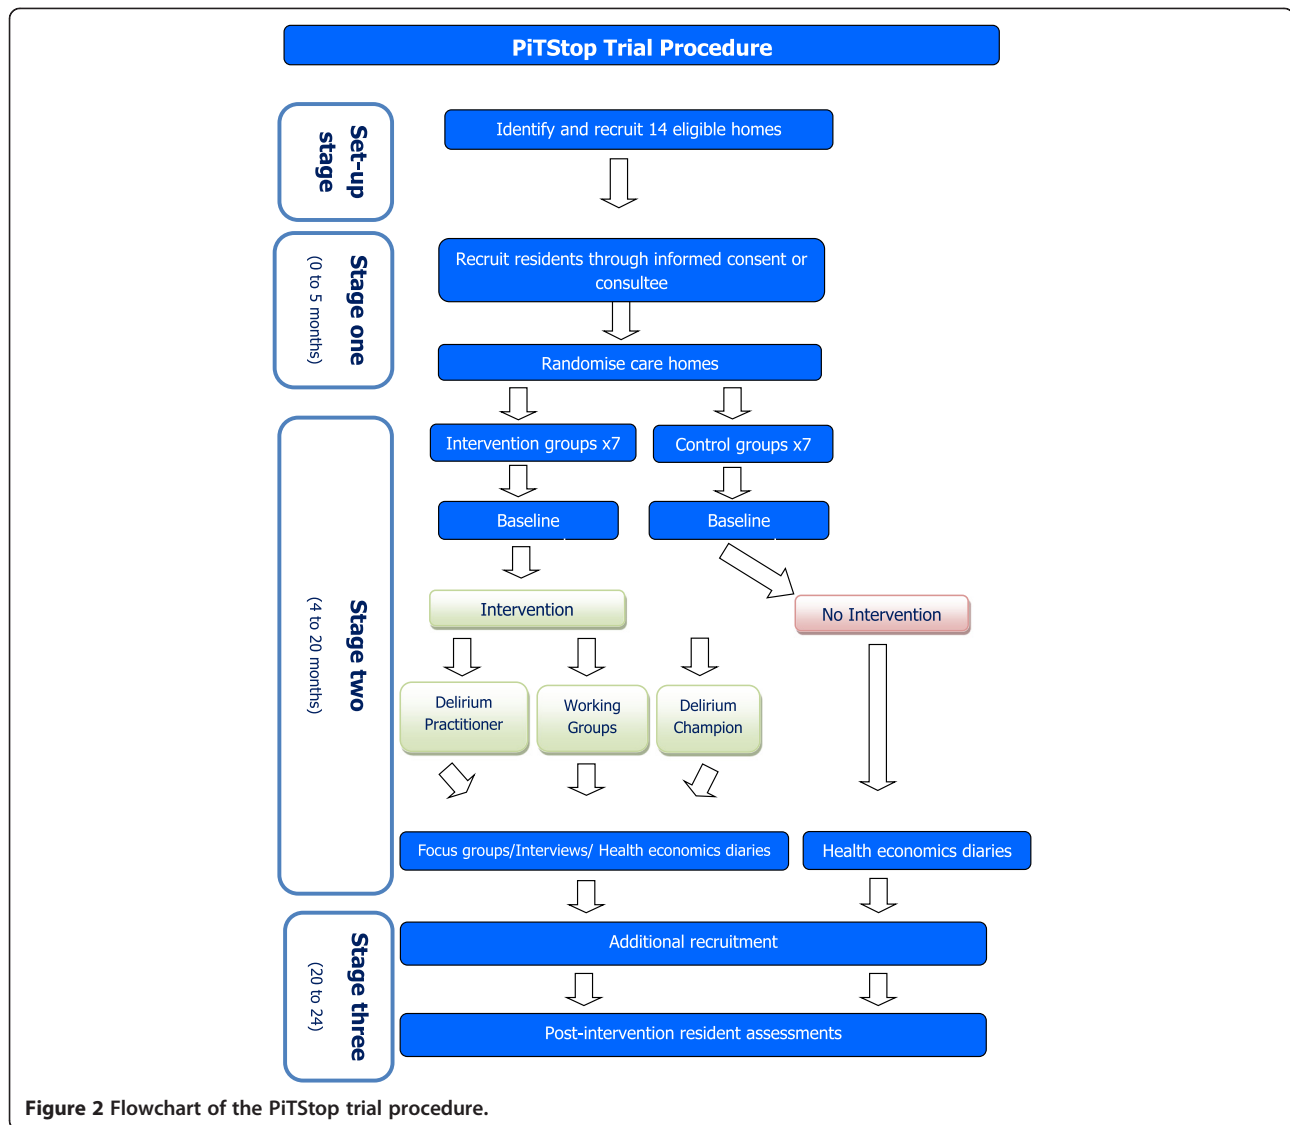 PiTStop Trial Procedure
Set-up
stage
Identify and recruit 14 eligible homes
Stage one
(0 to 5 months)
Recruit residents through informed consent or
consultee
Randomise care homes
Stage two
(4 to 20 months)
Intervention groups x7
Control groups x7
Baseline
Baseline
Intervention
No Intervention
Delirium
Practitioner
Working
Groups
Delirium
Champion
Focus groups/Interviews/ Health economics diaries
Health economics diaries
Stage three
(20 to 24)
Additional recruitment
Post-intervention resident assessments
Figure 2 Flowchart of the PiTStop trial procedure.